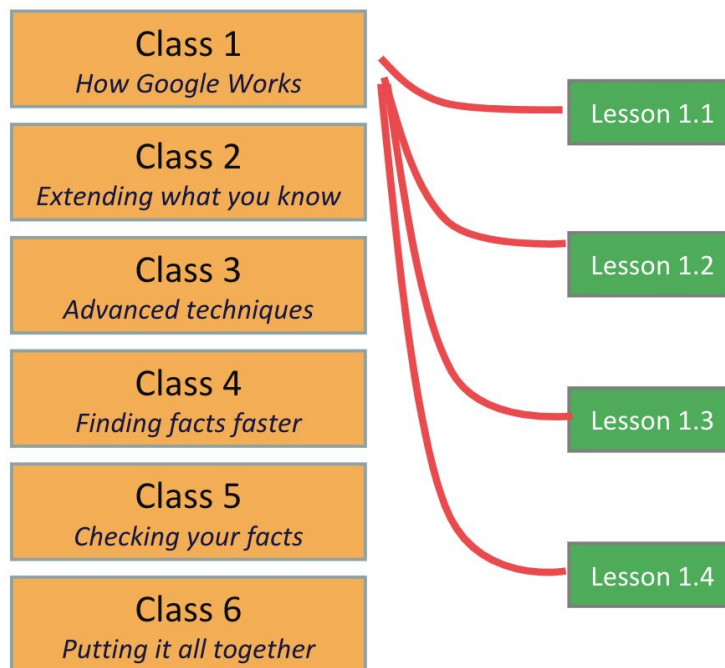 Class 1
How Google Works
Class 2
Extending what you know
Class 3
Advanced techniques
Class 4
Finding facts faster
Class 5
Checking your facts
Class 6
Putting it all together
Lesson 1.1
Lesson 1.2
Lesson 1.3
Lesson 1.4